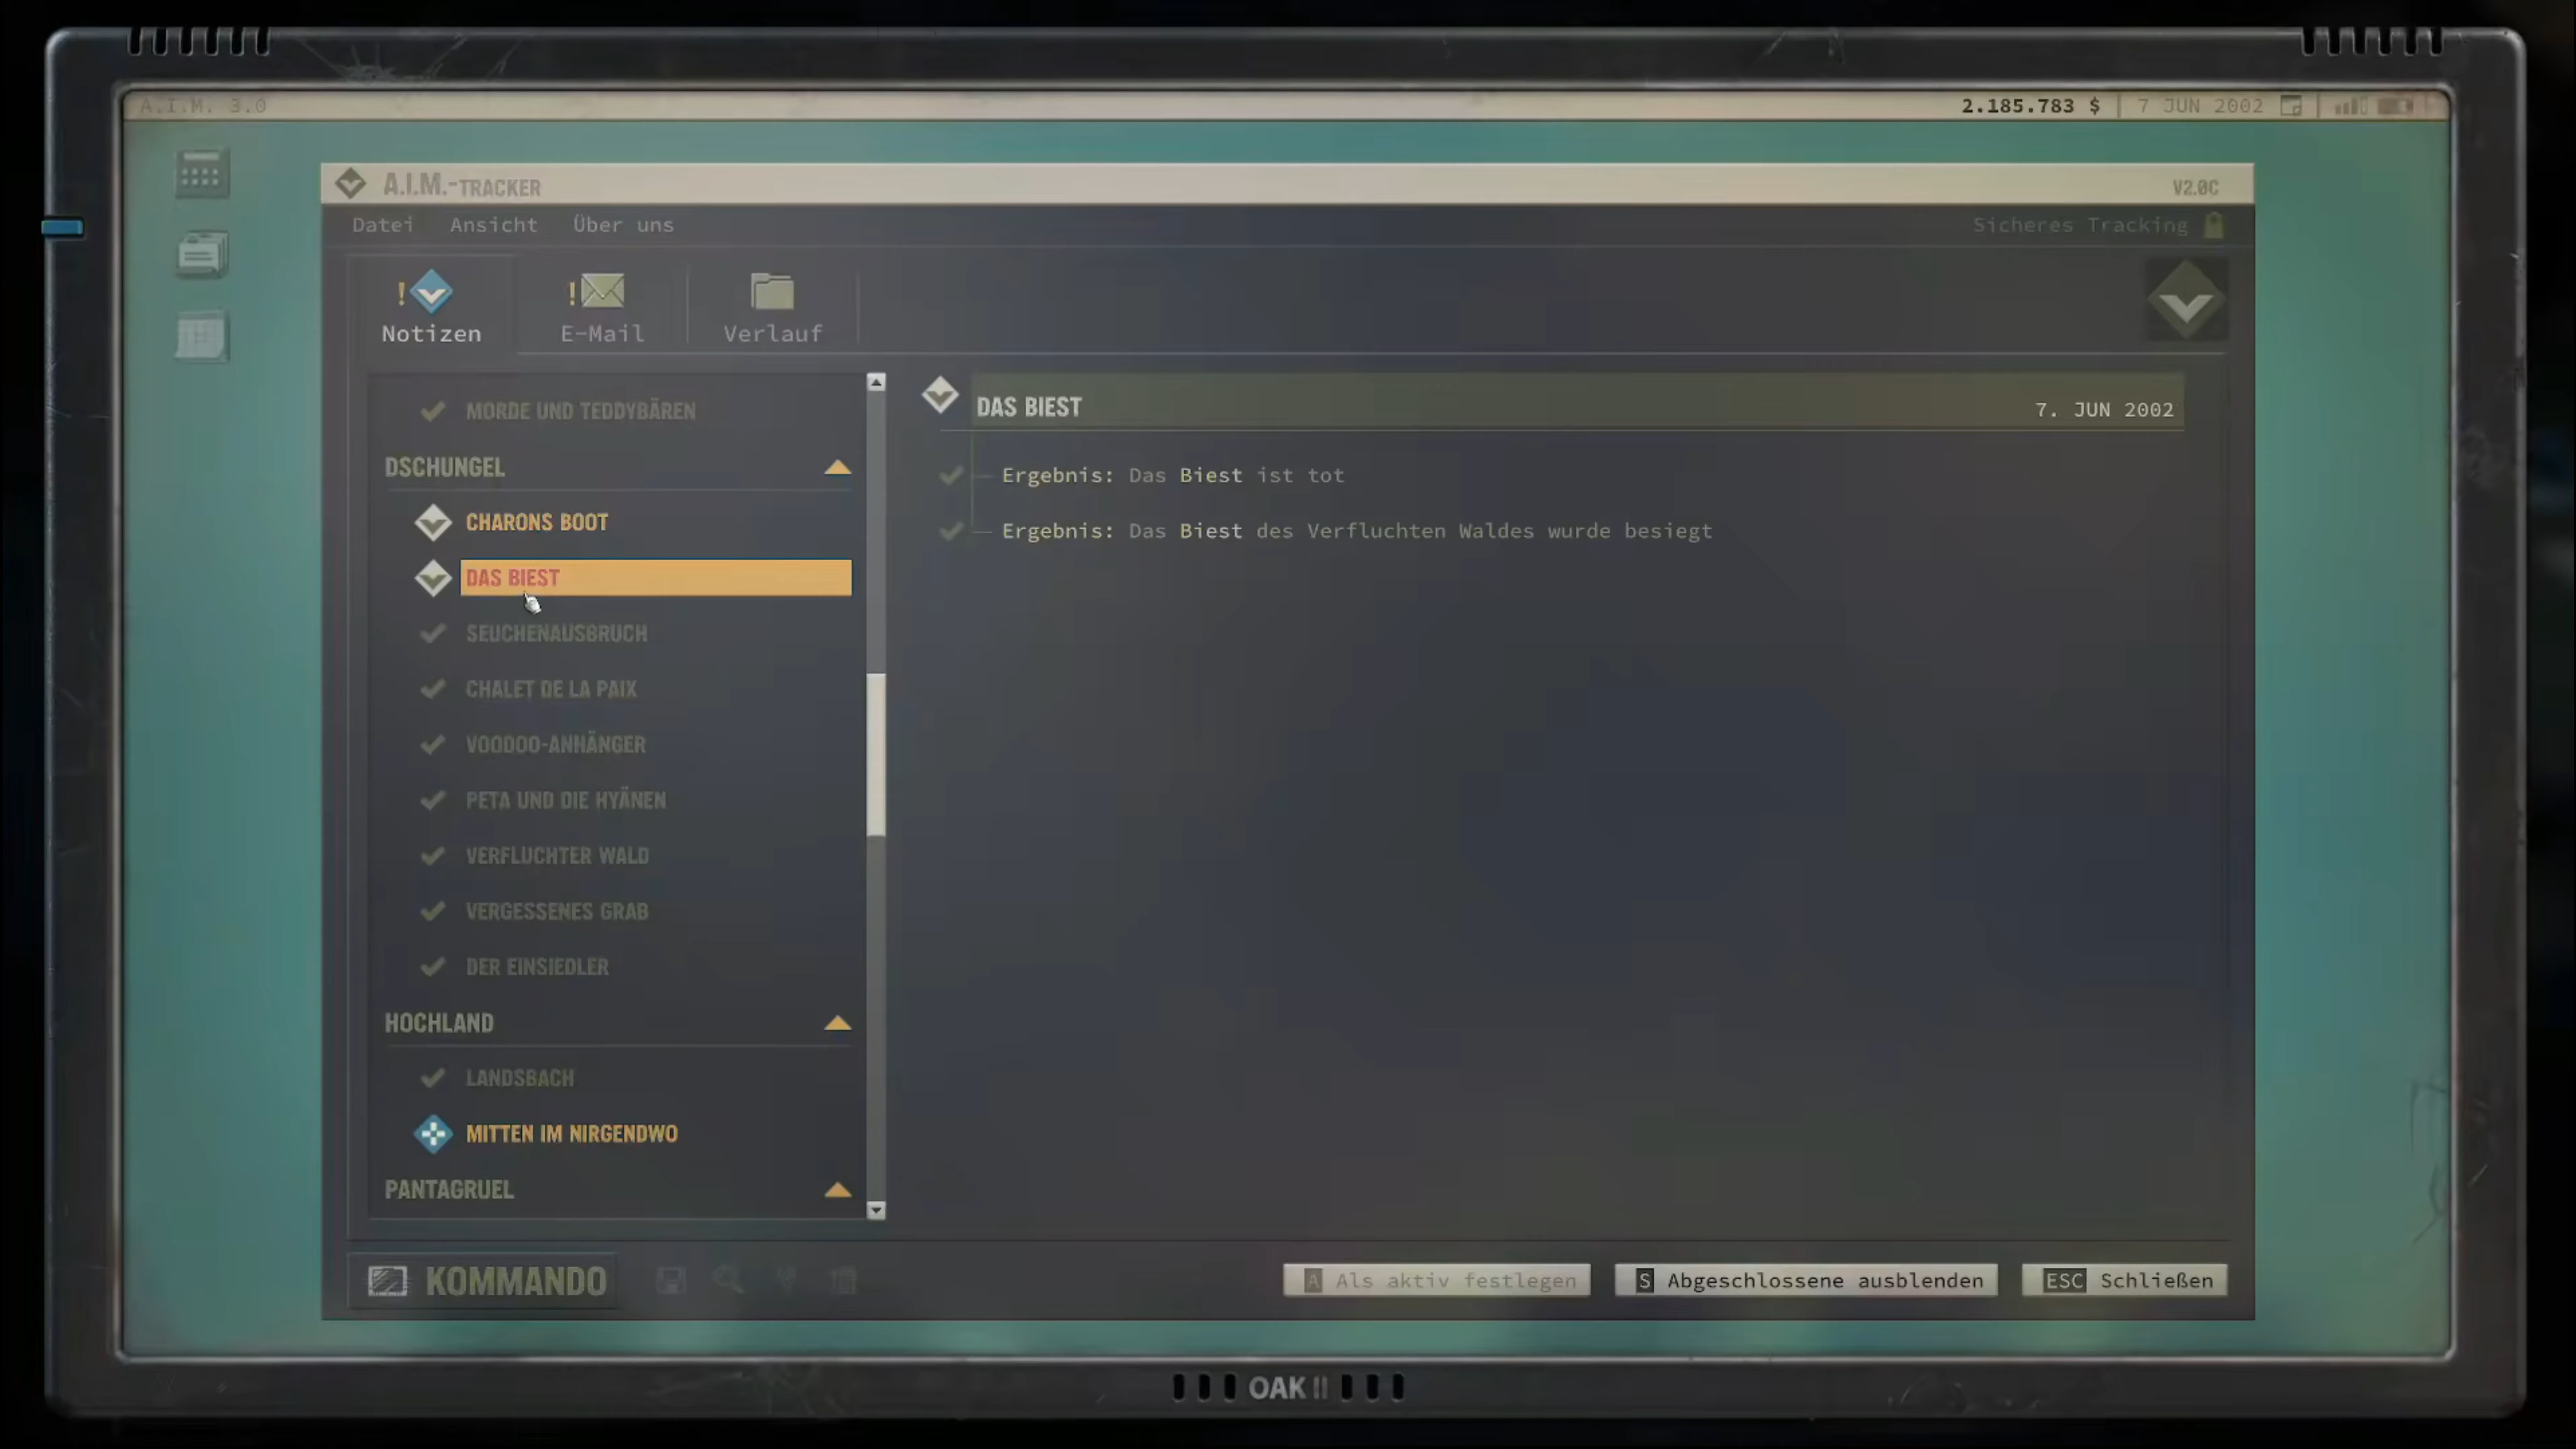 A.I.M. 3.0
2.185.783 $ | 7 JUN 2002
A.I.M.-TRACKER
V2.0C
Datei Ansicht Über uns
Sicheres Tracking
! Notizen
! E-Mail
Verlauf
MORDE UND TEDDYBÄREN
DSCHUNGEL
CHARONS BOOT
DAS BIEST
SEUCHENAUSBRUCH
CHALET DE LA PAIX
VOODOO-ANHÄNGER
PETA UND DIE HYÄNEN
VERFLUCHTER WALD
VERGESSENES GRAB
DER EINSIEDLER
HOCHLAND
LANDSBACH
MITTEN IM NIRGENDWO
PANTAGRUEL
DAS BIEST
7. JUN 2002
Ergebnis: Das Biest ist tot
Ergebnis: Das Biest des Verfluchten Waldes wurde besiegt
KOMMANDO
A Als aktiv festlegen
S Abgeschlossene ausblenden
ESC Schließen
OAK II